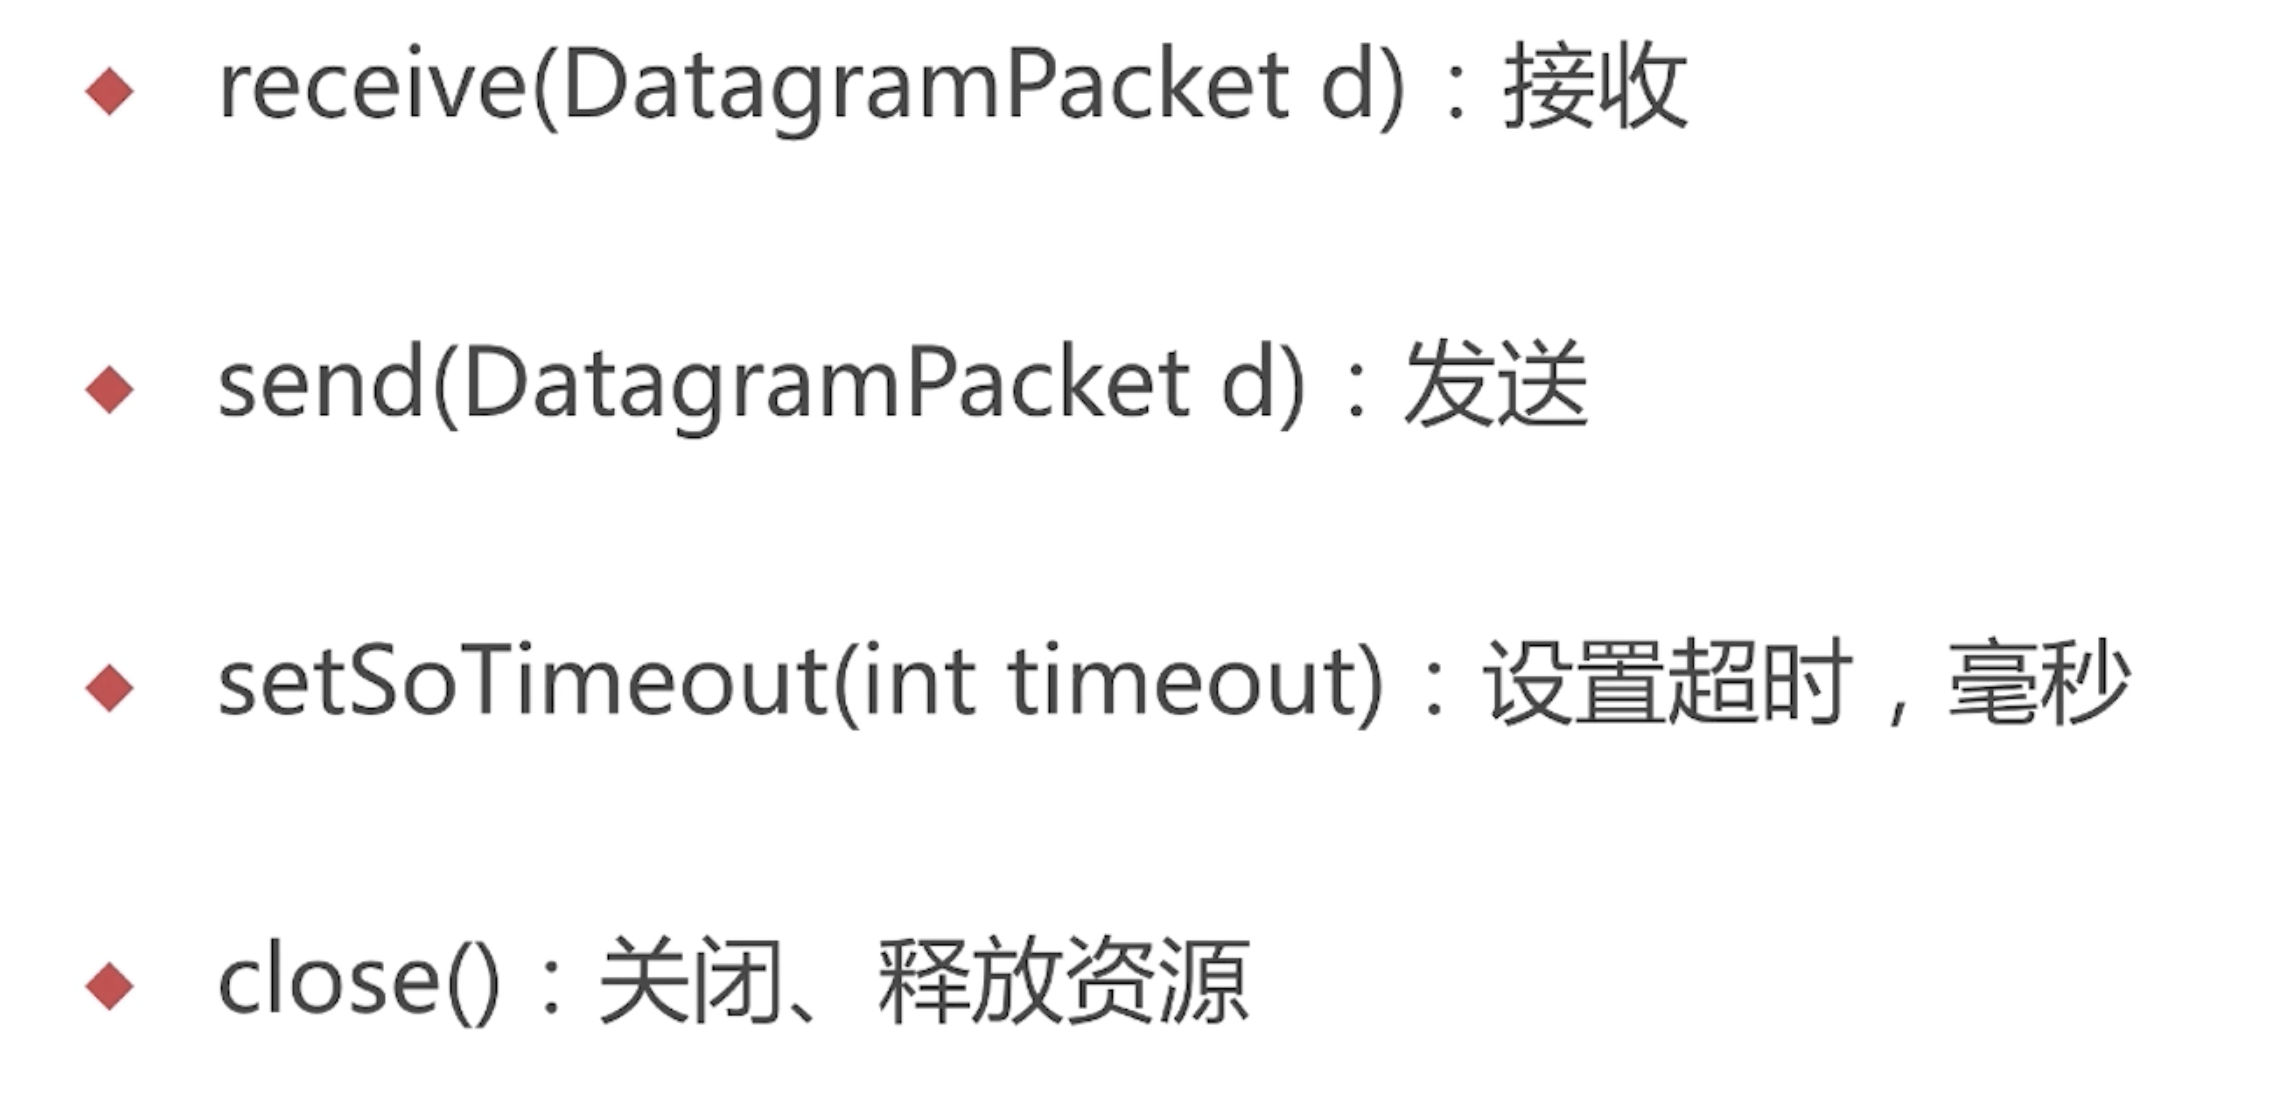 receive(DatagramPacket d)：接收
send(DatagramPacket d)：发送
setSoTimeout(int timeout)：设置超时，毫秒
close()：关闭、释放资源